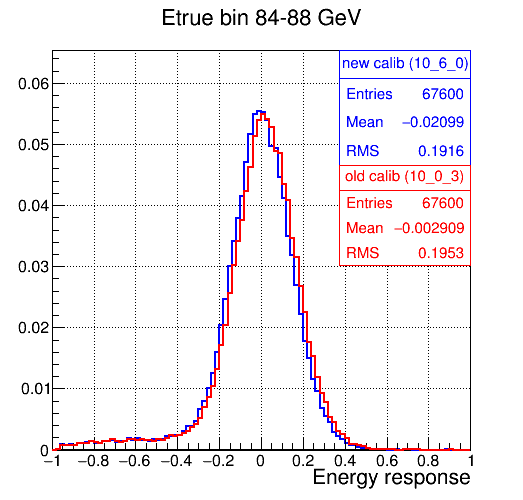 Etrue bin 84-88 GeV
new calib (10_6_0)
Entries 67600
Mean −0.02099
RMS 0.1916
old calib (10_0_3)
Entries 67600
Mean −0.002909
RMS 0.1953
0.06
0.05
0.04
0.03
0.02
0.01
0
−1 −0.8 −0.6 −0.4 −0.2 0 0.2 0.4 0.6 0.8 1
Energy response